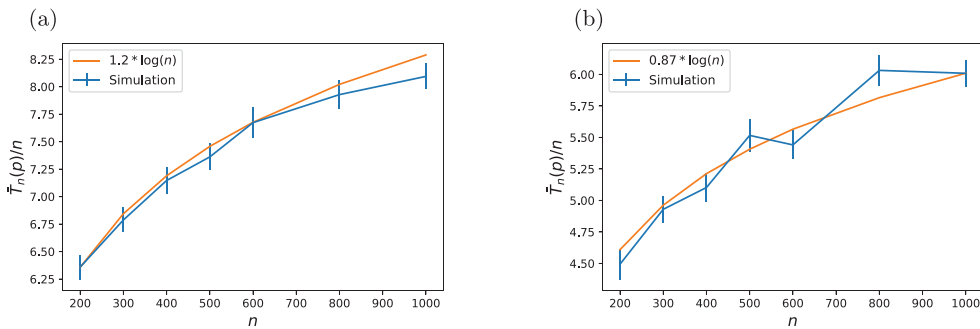 (a)
1.2 * log(n)
Simulation
8.25
8.00
7.75
7.50
7.25
7.00
6.75
6.50
6.25
T̄ₙ(p)/n
200 300 400 500 600 700 800 900 1000
n
(b)
0.87 * log(n)
Simulation
6.00
5.75
5.50
5.25
5.00
4.75
4.50
T̄ₙ(p)/n
200 300 400 500 600 700 800 900 1000
n